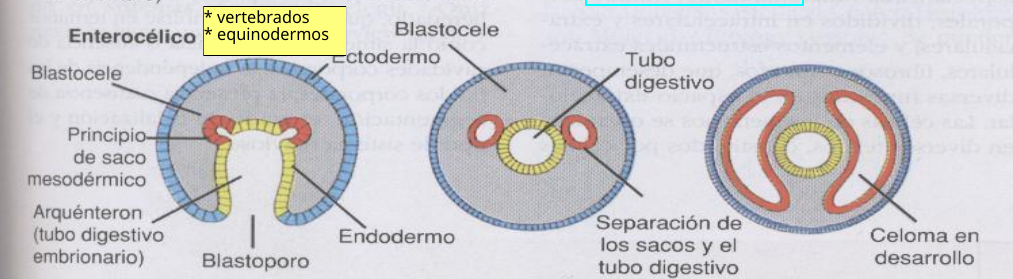 Enterocélico
* vertebrados
* equinodermos
Blastocele
Ectodermo
Blastocele
Tubo
digestivo
Principio
de saco
mesodérmico
Arquénteron
(tubo digestivo
embrionario)
Blastoporo
Endodermo
Separación de
los sacos y el
tubo digestivo
Celoma en
desarrollo